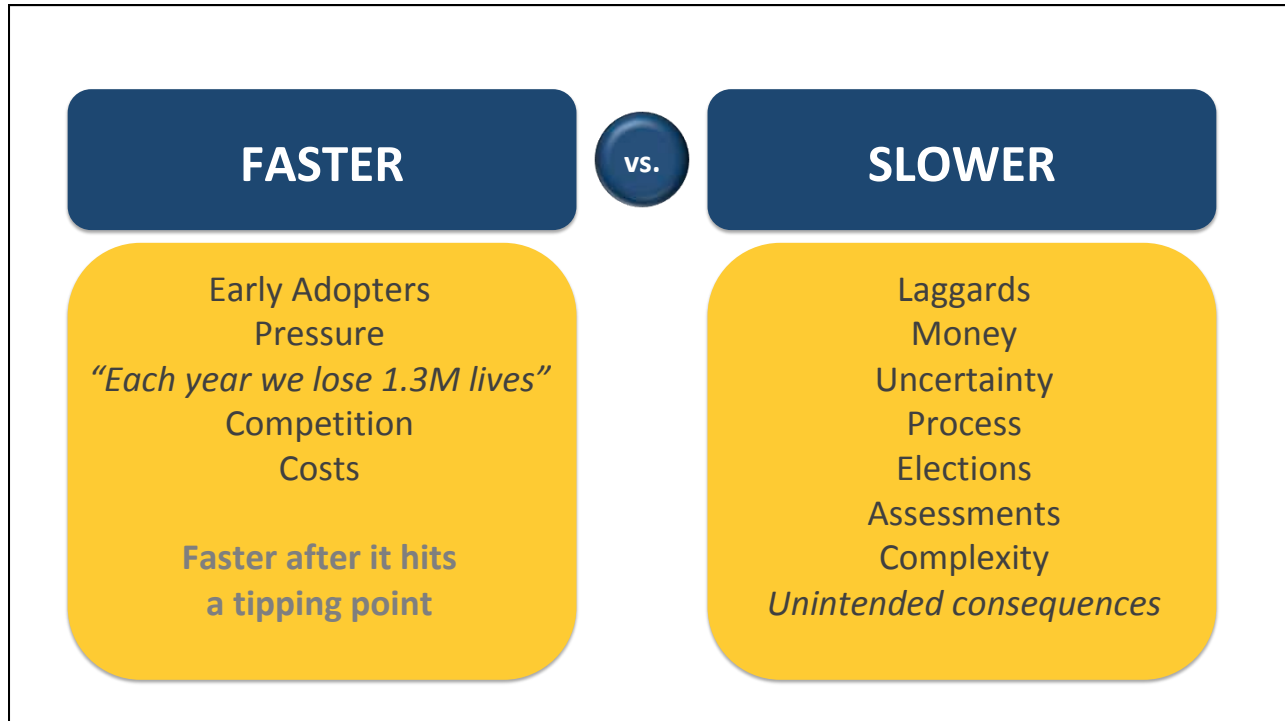 FASTER
vs.
SLOWER
Early Adopters
Pressure
“Each year we lose 1.3M lives”
Competition
Costs
Faster after it hits
a tipping point
Laggards
Money
Uncertainty
Process
Elections
Assessments
Complexity
Unintended consequences